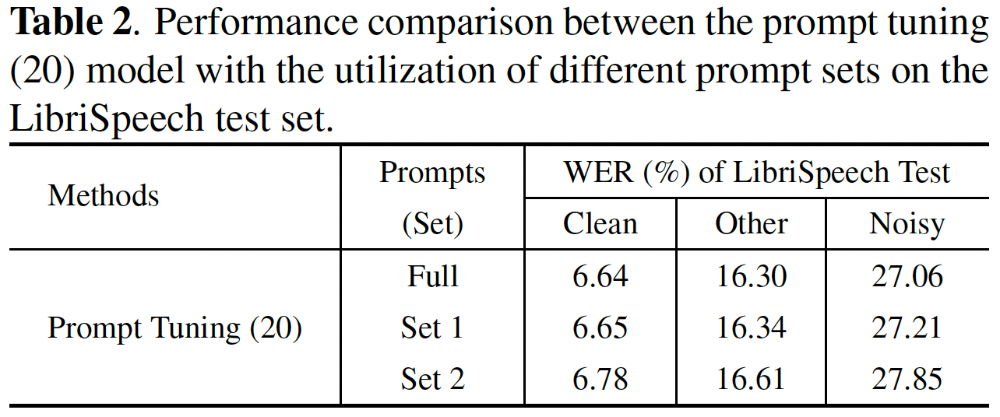 Table 2. Performance comparison between the prompt tuning
(20) model with the utilization of different prompt sets on the
LibriSpeech test set.
Methods Prompts (Set) WER (%) of LibriSpeech Test
Clean Other Noisy
Prompt Tuning (20) Full 6.64 16.30 27.06
Set 1 6.65 16.34 27.21
Set 2 6.78 16.61 27.85